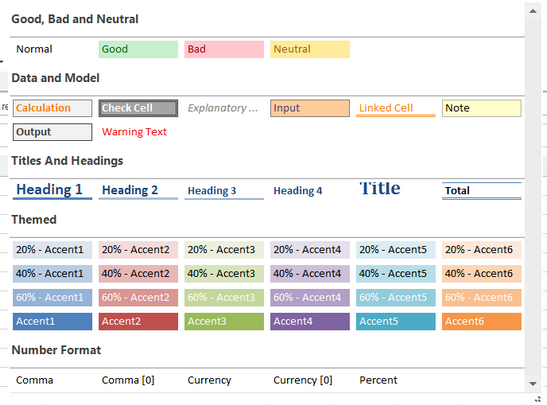 Good, Bad and Neutral
Normal Good Bad Neutral
Data and Model
Calculation Check Cell Explanatory ... Input Linked Cell Note
Output Warning Text
Titles And Headings
Heading 1 Heading 2 Heading 3 Heading 4 Title Total
Themed
20% - Accent1 20% - Accent2 20% - Accent3 20% - Accent4 20% - Accent5 20% - Accent6
40% - Accent1 40% - Accent2 40% - Accent3 40% - Accent4 40% - Accent5 40% - Accent6
60% - Accent1 60% - Accent2 60% - Accent3 60% - Accent4 60% - Accent5 60% - Accent6
Accent1 Accent2 Accent3 Accent4 Accent5 Accent6
Number Format
Comma Comma [0] Currency Currency [0] Percent